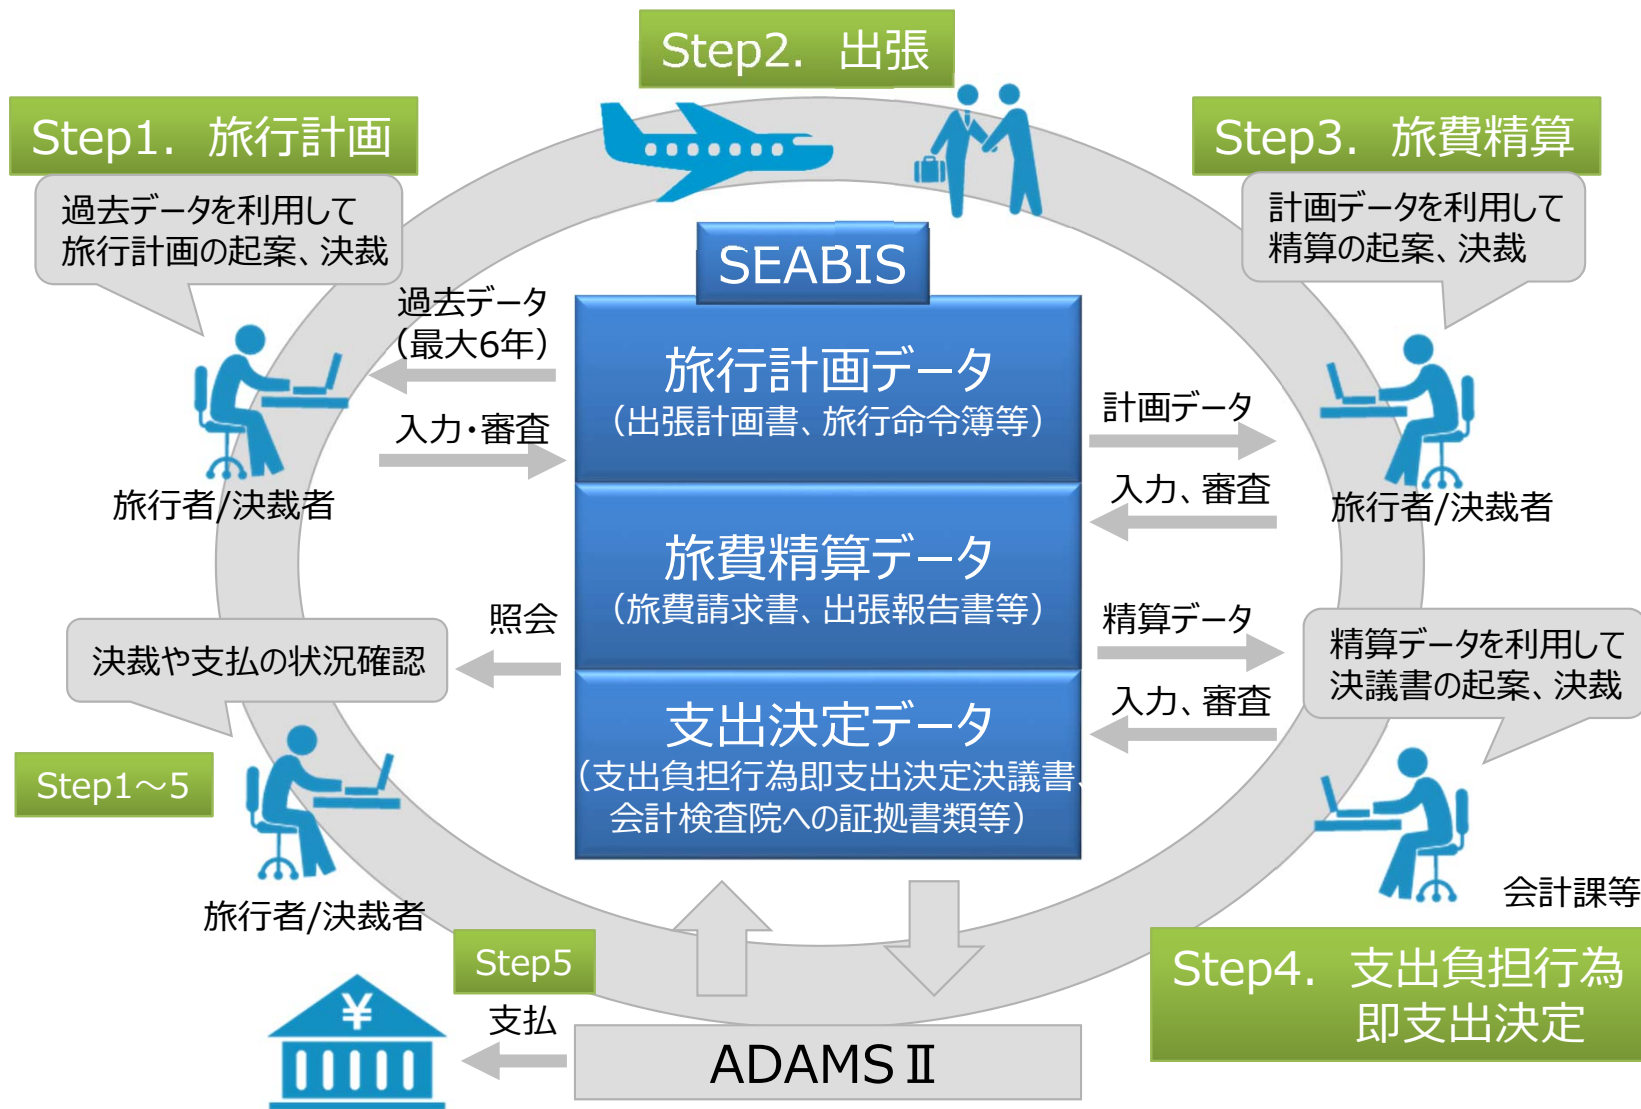 Step2. 出張
Step1. 旅行計画
Step3. 旅費精算
過去データを利用して
旅行計画の起案、決裁
計画データを利用して
精算の起案、決裁
SEABIS
過去データ
（最大6年）
旅行計画データ
（出張計画書、旅行命令簿等）
計画データ
入力・審査
入力、審査
旅行者/決裁者
旅行者/決裁者
旅費精算データ
（旅費請求書、出張報告書等）
照会
精算データ
決裁や支払の状況確認
精算データを利用して
決議書の起案、決裁
入力、審査
支出決定データ
（支出負担行為即支出決定決議書、
会計検査院への証拠書類等）
Step1～5
旅行者/決裁者
会計課等
Step5
支払
¥
ADAMSⅡ
Step4. 支出負担行為
即支出決定